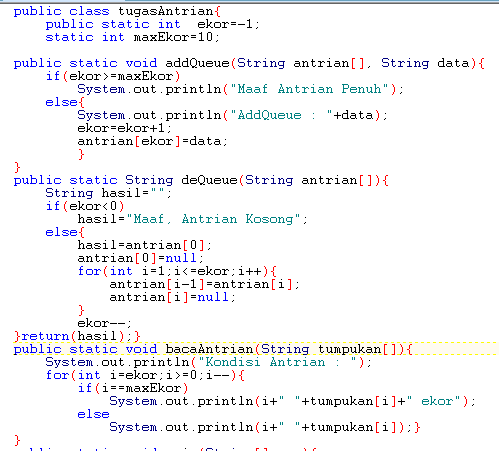 public class tugasAntrian{
    public static int  ekor=-1;
    static int maxEkor=10;

public static void addQueue(String antrian[], String data){
    if(ekor>=maxEkor)
        System.out.println("Maaf Antrian Penuh");
    else{
        System.out.println("AddQueue : "+data);
        ekor=ekor+1;
        antrian[ekor]=data;
        }
}
public static String deQueue(String antrian[]){
    String hasil="";
    if(ekor<0)
        hasil="Maaf, Antrian Kosong";
    else{
        hasil=antrian[0];
        antrian[0]=null;
        for(int i=1;i<=ekor;i++){
            antrian[i-1]=antrian[i];
            antrian[i]=null;
        }
        ekor--;
}return(hasil);}
public static void bacaAntrian(String tumpukan[]){
    System.out.println("Kondisi Antrian : ");
    for(int i=ekor;i>=0;i--){
        if(i==maxEkor)
            System.out.println(i+" "+tumpukan[i]+" ekor");
        else
            System.out.println(i+" "+tumpukan[i]);}
}